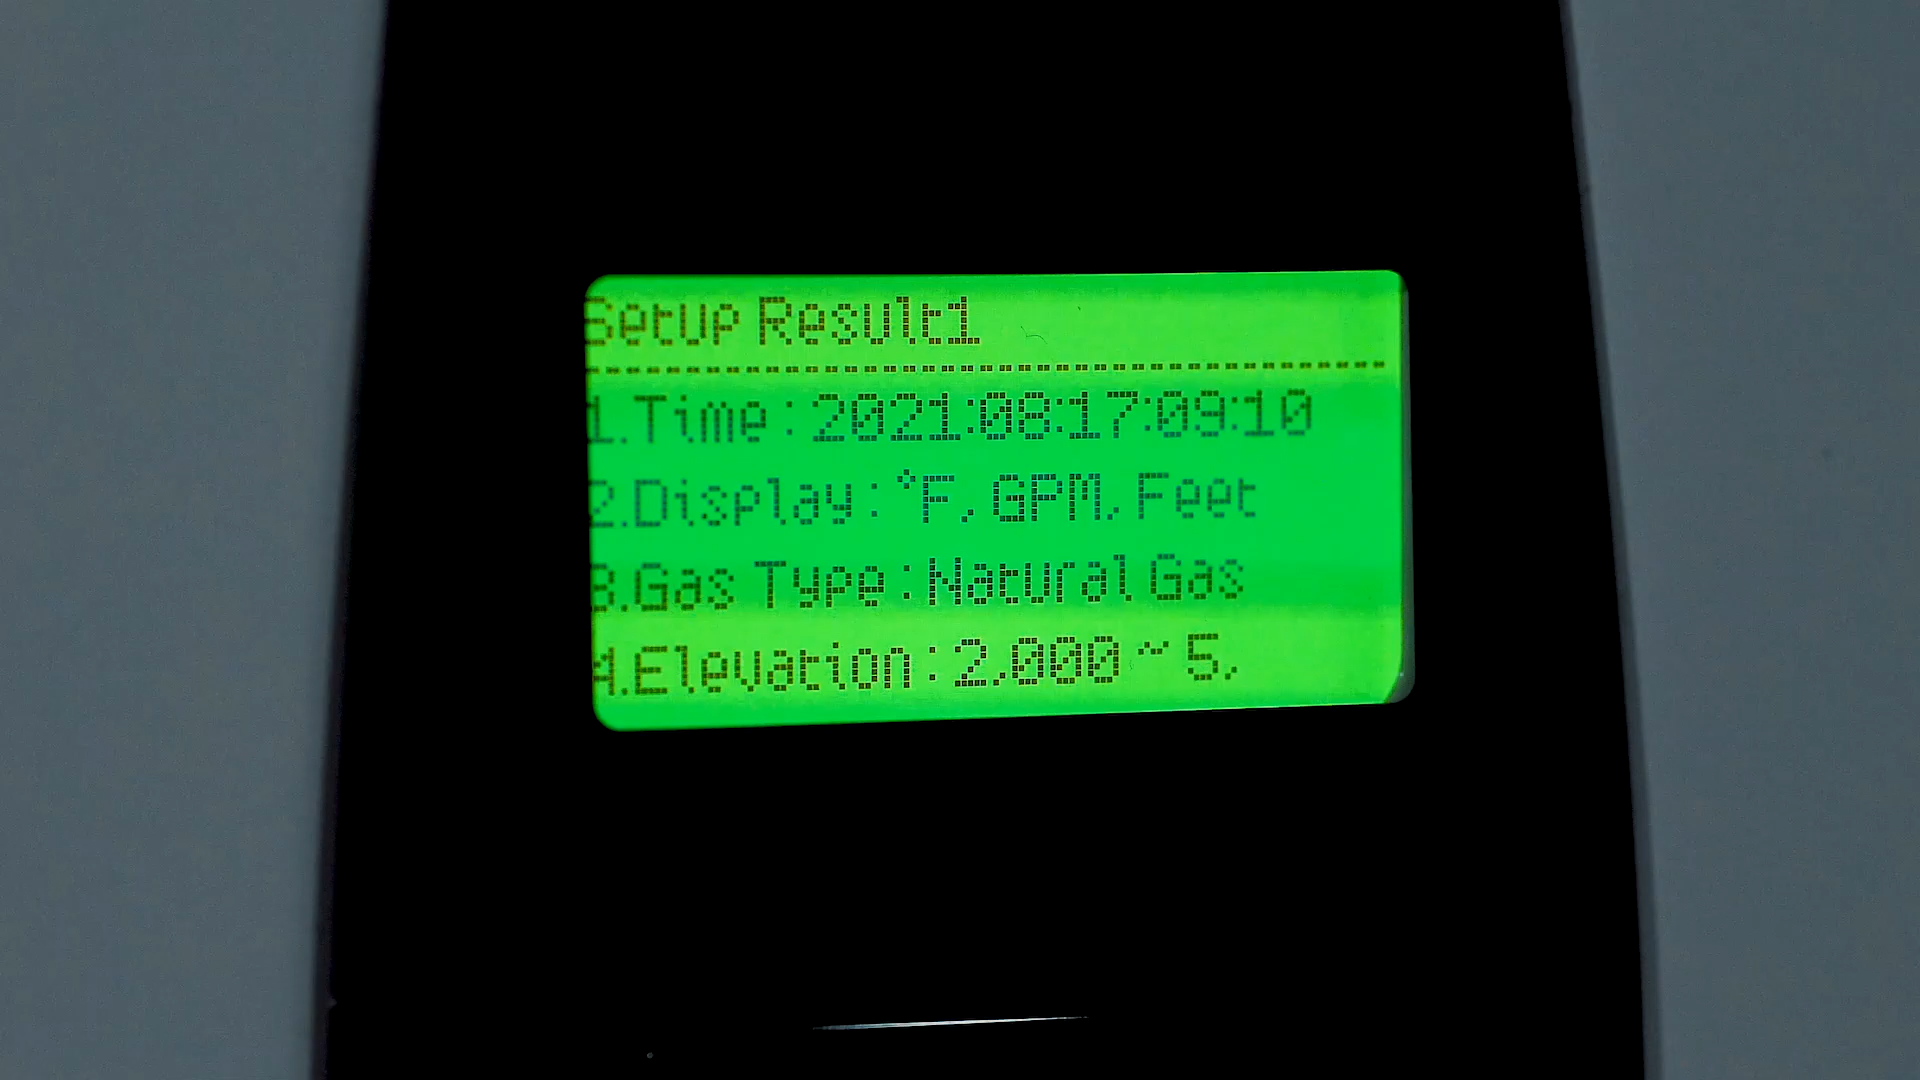 Setup Result1
1.Time:2021:08:17:09:10
2.Display:°F, GPM, Feet
3.Gas Type:Natural Gas
4.Elevation:2,000 ~ 5,